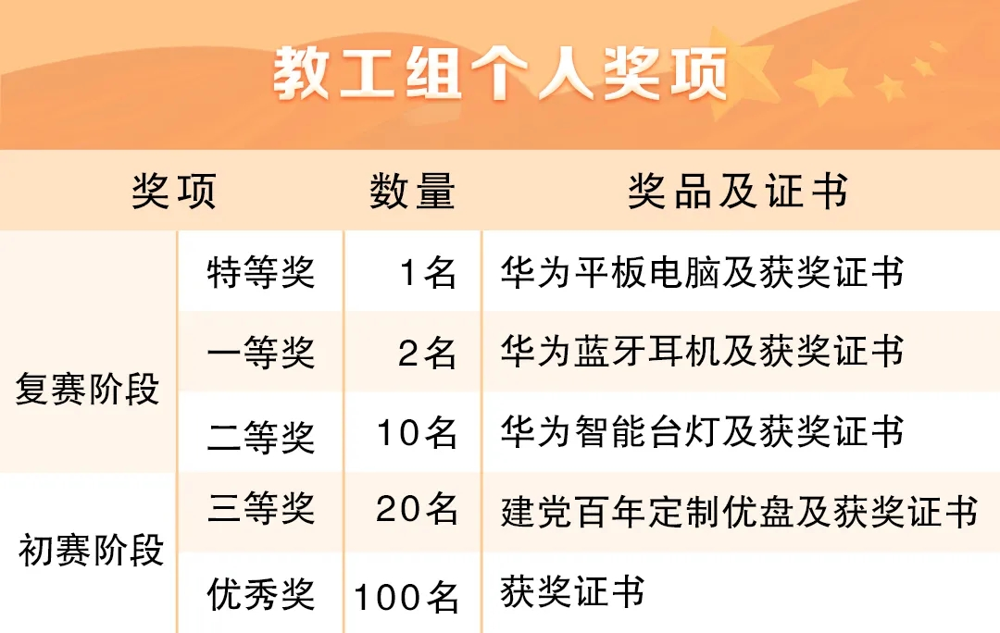 教工组个人奖项
奖项 数量 奖品及证书
复赛阶段
特等奖 1名 华为平板电脑及获奖证书
一等奖 2名 华为蓝牙耳机及获奖证书
二等奖 10名 华为智能台灯及获奖证书
初赛阶段
三等奖 20名 建党百年定制优盘及获奖证书
优秀奖 100名 获奖证书